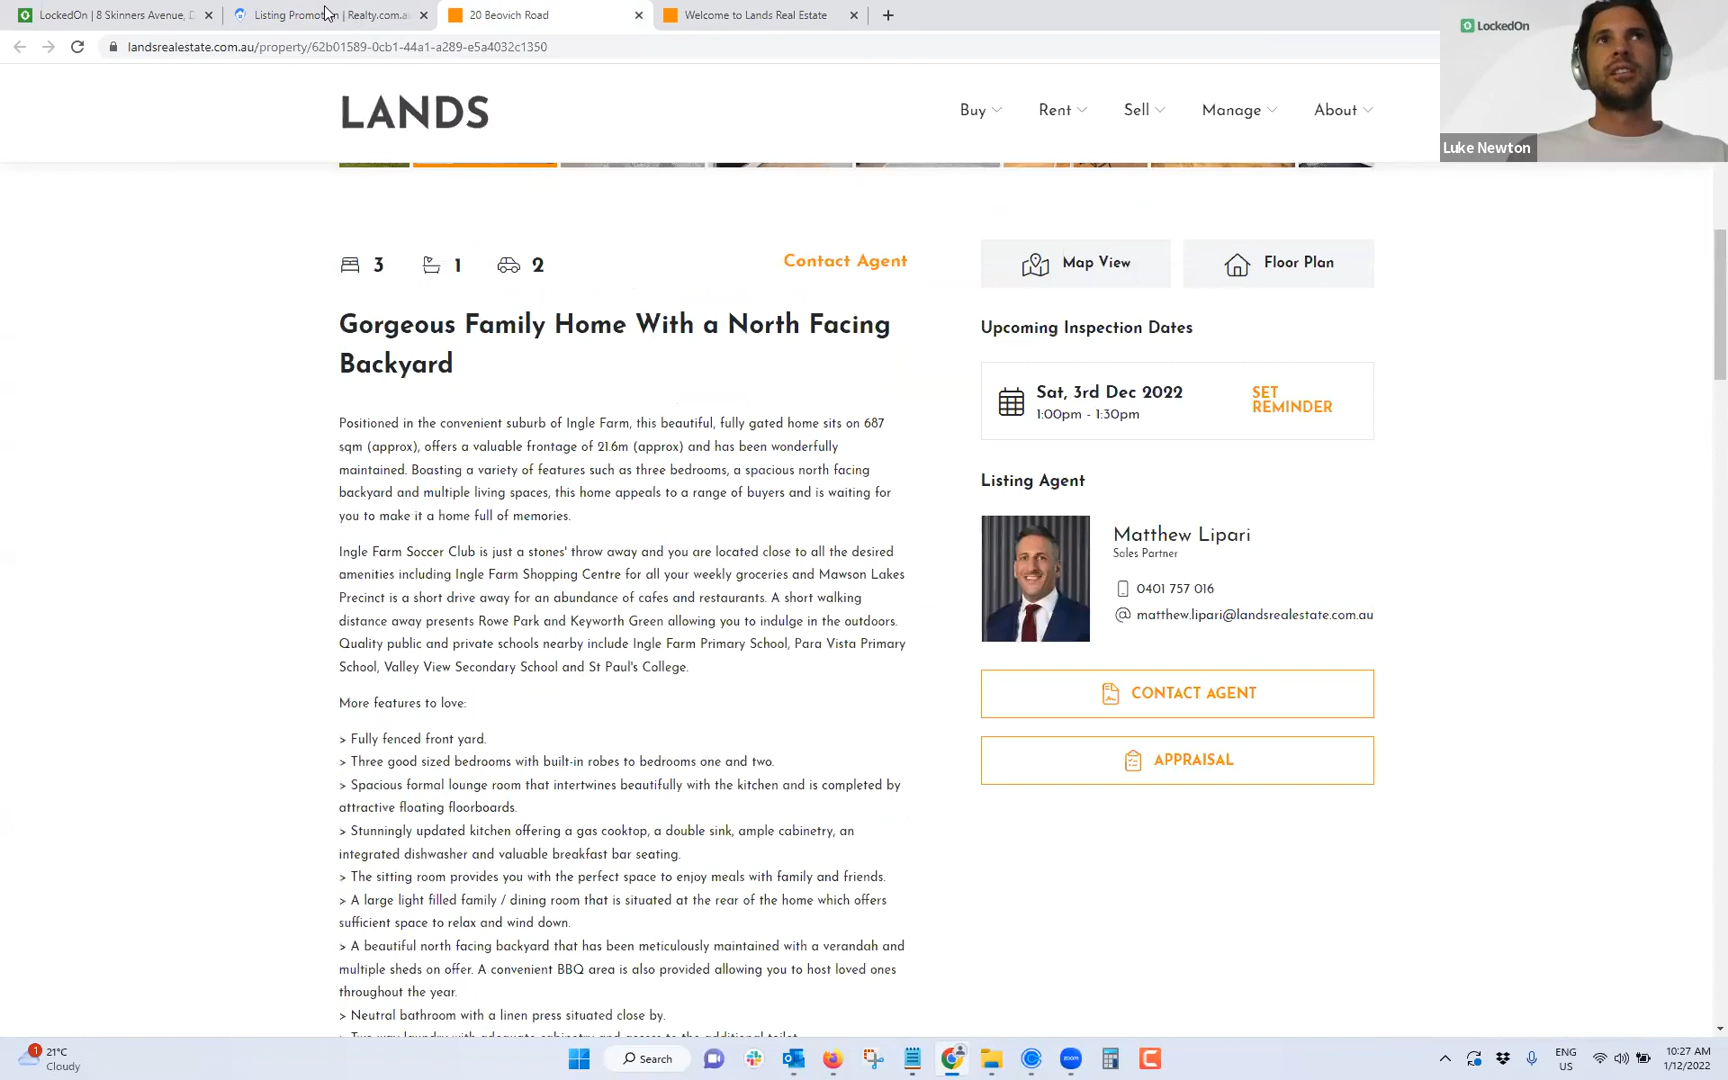 LockedOn | 8 Skinners Avenue, D
Listing Promotion | Realty.com.a
20 Beovich Road
Welcome to Lands Real Estate
landsrealestate.com.au/property/62b01589-0cb1-44a1-a289-e5a4032c1350
LockedOn
Luke Newton
LANDS
Buy
Rent
Sell
Manage
About
3
1
2
Contact Agent
Map View
Floor Plan
Gorgeous Family Home With a North Facing
Backyard
Upcoming Inspection Dates
Sat, 3rd Dec 2022
1:00pm - 1:30pm
SET
REMINDER
Positioned in the convenient suburb of Ingle Farm, this beautiful, fully gated home sits on 687
sqm (approx), offers a valuable frontage of 21.6m (approx) and has been wonderfully
maintained. Boasting a variety of features such as three bedrooms, a spacious north facing
backyard and multiple living spaces, this home appeals to a range of buyers and is waiting for
you to make it a home full of memories.
Ingle Farm Soccer Club is just a stones' throw away and you are located close to all the desired
amenities including Ingle Farm Shopping Centre for all your weekly groceries and Mawson Lakes
Precinct is a short drive away for an abundance of cafes and restaurants. A short walking
distance away presents Rowe Park and Keyworth Green allowing you to indulge in the outdoors.
Quality public and private schools nearby include Ingle Farm Primary School, Para Vista Primary
School, Valley View Secondary School and St Paul's College.
More features to love:
> Fully fenced front yard.
> Three good sized bedrooms with built-in robes to bedrooms one and two.
> Spacious formal lounge room that intertwines beautifully with the kitchen and is completed by
attractive floating floorboards.
> Stunningly updated kitchen offering a gas cooktop, a double sink, ample cabinetry, an
integrated dishwasher and valuable breakfast bar seating.
> The sitting room provides you with the perfect space to enjoy meals with family and friends.
> A large light filled family / dining room that is situated at the rear of the home which offers
sufficient space to relax and wind down.
> A beautiful north facing backyard that has been meticulously maintained with a verandah and
multiple sheds on offer. A convenient BBQ area is also provided allowing you to host loved ones
throughout the year.
> Neutral bathroom with a linen press situated close by.
> Two way laundry with adequate cabinetry and access to the additional toilet.
Listing Agent
Matthew Lipari
Sales Partner
0401 757 016
matthew.lipari@landsrealestate.com.au
CONTACT AGENT
APPRAISAL
1
21°C
Cloudy
Search
zoom
ENG
US
10:27 AM
1/12/2022